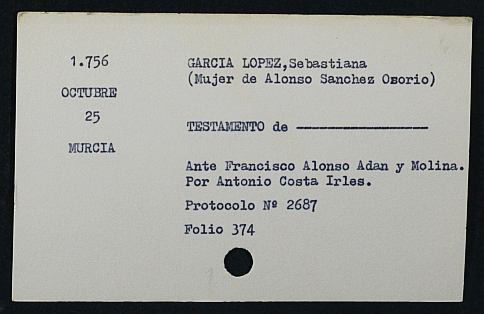 1.756
OCTUBRE
25
MURCIA
GARCIA LOPEZ,Sebastiana
(Mujer de Alonso Sanchez Osorio)
TESTAMENTO de ------------------
Ante Francisco Alonso Adan y Molina.
Por Antonio Costa Irles.
Protocolo Nº 2687
Folio 374